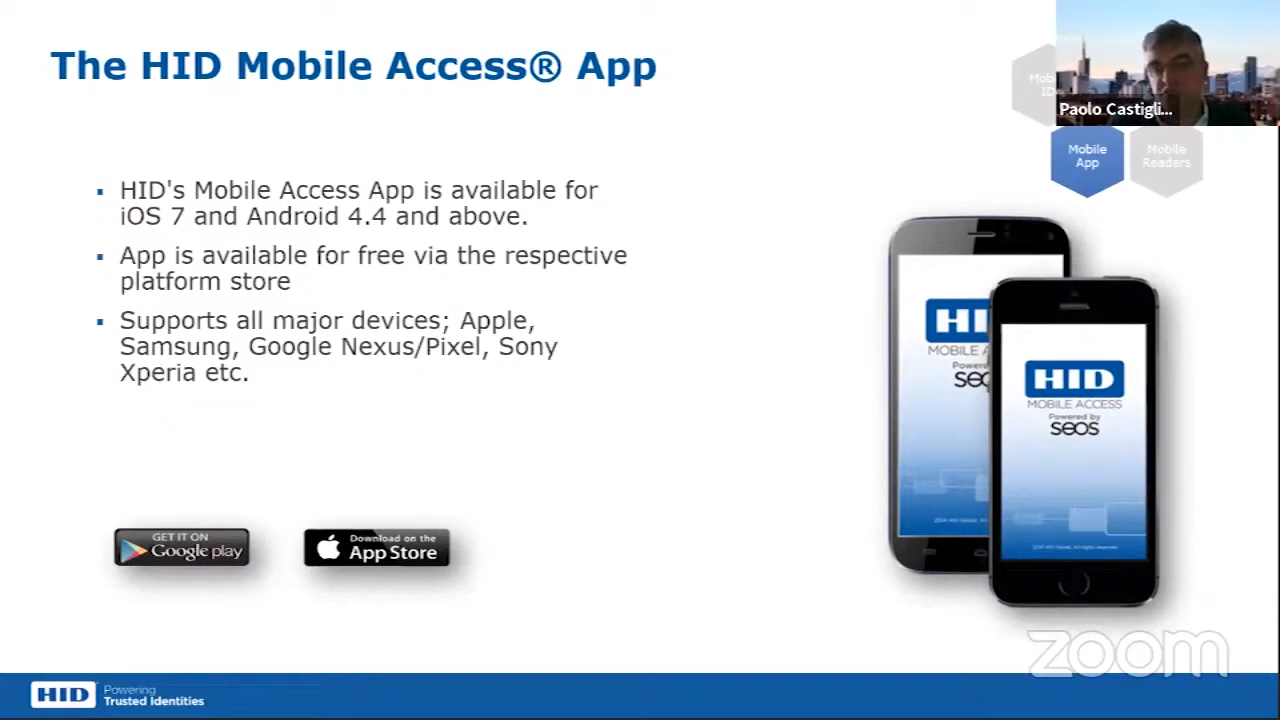 The HID Mobile Access® App
Paolo Castigli...
Mobile
App
Mobile
Readers
HID's Mobile Access App is available for
iOS 7 and Android 4.4 and above.
App is available for free via the respective
platform store
Supports all major devices; Apple,
Samsung, Google Nexus/Pixel, Sony
Xperia etc.
HID
MOBILE ACCESS
Powered by
seos
GET IT ON
Google play
Download on the
App Store
zoom
HID
Powering
Trusted Identities